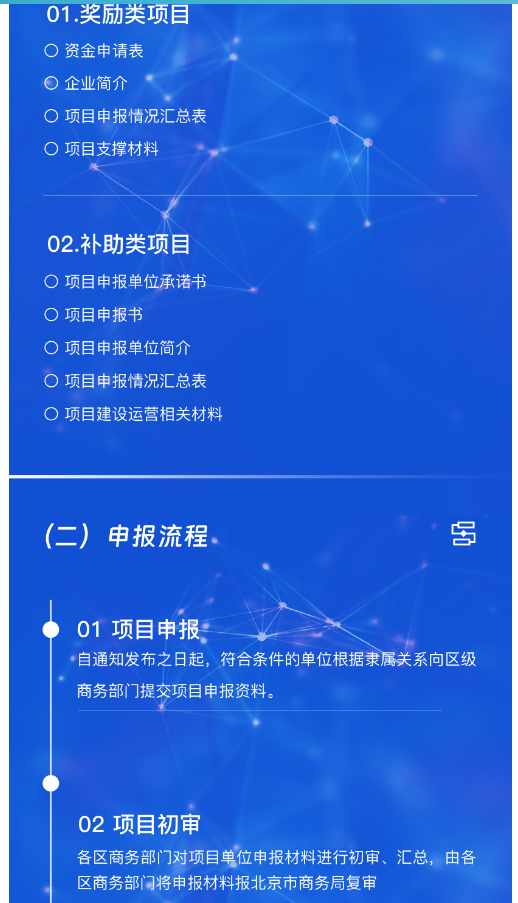 01.奖励类项目
○ 资金申请表
○ 企业简介
○ 项目申报情况汇总表
○ 项目支撑材料
02.补助类项目
○ 项目申报单位承诺书
○ 项目申报书
○ 项目申报单位简介
○ 项目申报情况汇总表
○ 项目建设运营相关材料
(二) 申报流程
01 项目申报
自通知发布之日起，符合条件的单位根据隶属关系向区级
商务部门提交项目申报资料。
02 项目初审
各区商务部门对项目单位申报材料进行初审、汇总，由各
区商务部门将申报材料报北京市商务局复审